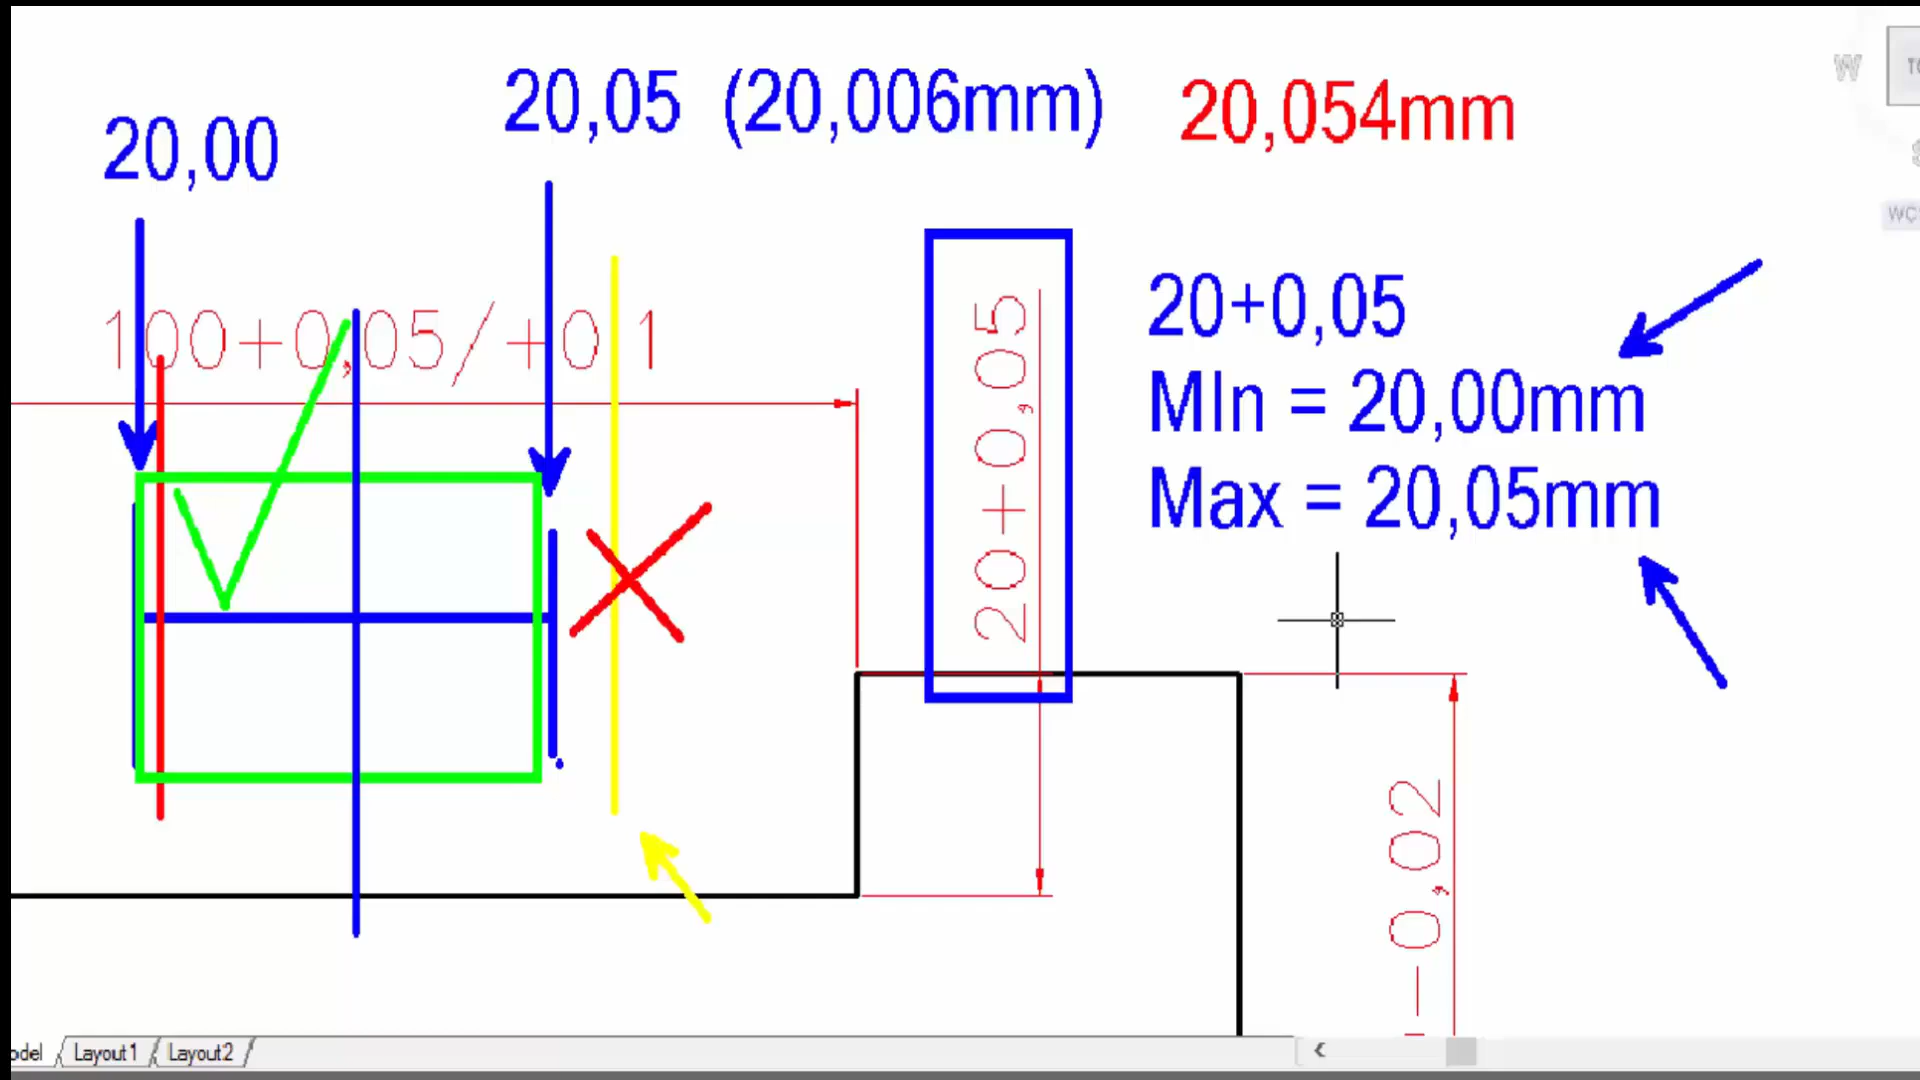 20,00
20,05 (20,006mm)
20,054mm
W
WC
100+0,05/+0 1
20+0,05
20+0,05
MIn = 20,00mm
Max = 20,05mm
-0,02
odel
Layout1
Layout2